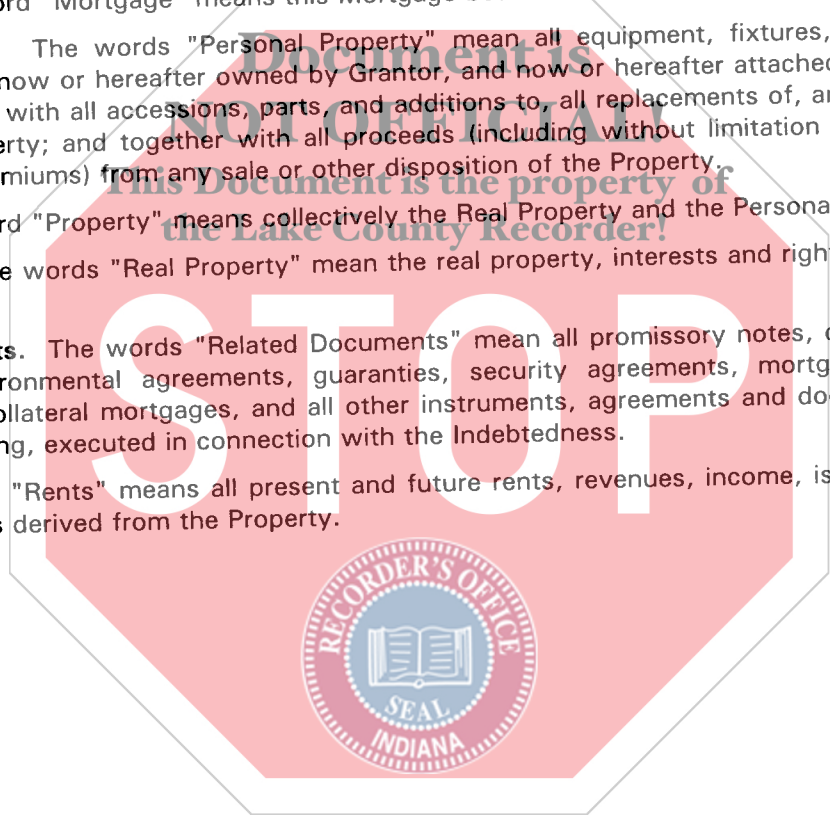 Mortgage" means this Mortgage
The words "Personal Property" mean all equipment, fixtures,
now or hereafter owned by Grantor, and now or hereafter attached
with all accessions, parts, and additions to, all replacements of,
erty; and together with all proceeds (including without limitation
miums) from any sale or other disposition of the Property.
rd "Property" means collectively the Real Property and the Persona
e words "Real Property" mean the real property, interests and righ
ts. The words "Related Documents" mean all promissory notes,
ronmental agreements, guaranties, security agreements, mortg
ollateral mortgages, and all other instruments, agreements and do
ng, executed in connection with the Indebtedness.
"Rents" means all present and future rents, revenues, income, is
s derived from the Property.
Document is
NOT OFFICIAL!
This Document is the property of
the Lake County Recorder!
STOP
RECORDER'S OFFICE
SEAL
INDIANA